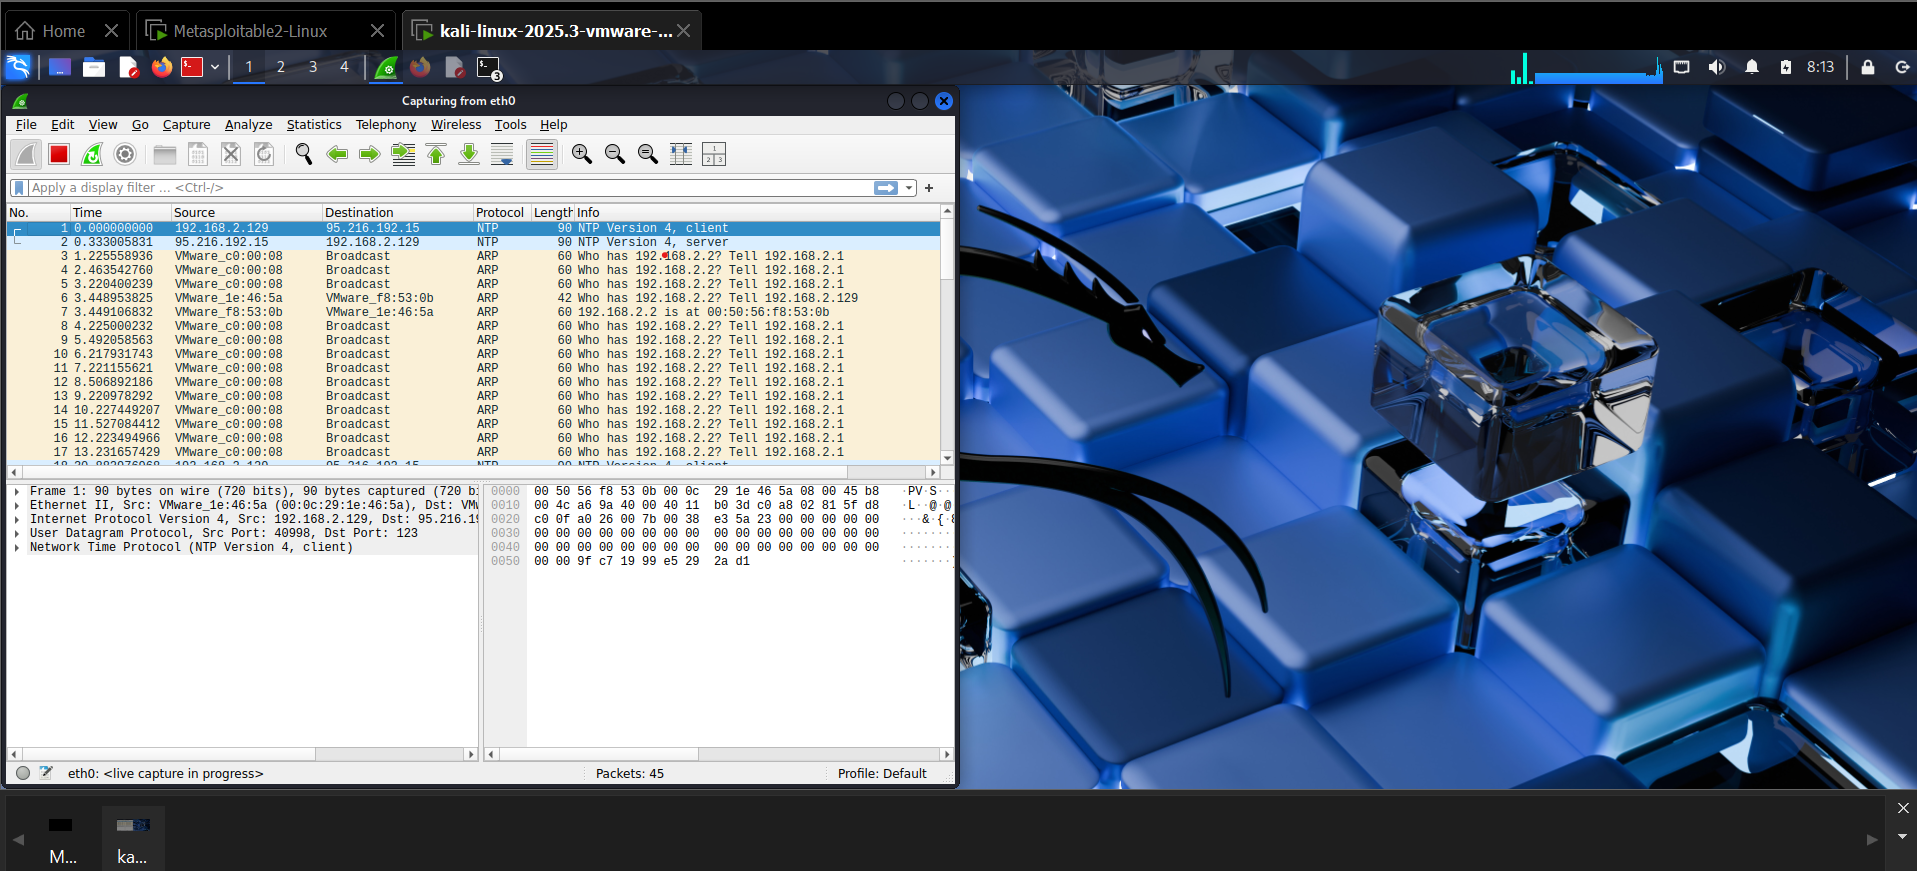 Home
Metasploitable2-Linux
kali-linux-2025.3-vmware-...
1 2 3 4
3
8:13
Capturing from eth0
File Edit View Go Capture Analyze Statistics Telephony Wireless Tools Help
Apply a display filter ... <Ctrl-/>
No. Time Source Destination Protocol Length Info
1 0.000000000 192.168.2.129 95.216.192.15 NTP 90 NTP Version 4, client
2 0.333005831 95.216.192.15 192.168.2.129 NTP 90 NTP Version 4, server
3 1.225558936 VMware_c0:00:08 Broadcast ARP 60 Who has 192.168.2.2? Tell 192.168.2.1
4 2.463542760 VMware_c0:00:08 Broadcast ARP 60 Who has 192.168.2.2? Tell 192.168.2.1
5 3.220400239 VMware_c0:00:08 Broadcast ARP 60 Who has 192.168.2.2? Tell 192.168.2.1
6 3.448953825 VMware_1e:46:5a VMware_f8:53:0b ARP 42 Who has 192.168.2.2? Tell 192.168.2.129
7 3.449106832 VMware_f8:53:0b VMware_1e:46:5a ARP 60 192.168.2.2 is at 00:50:56:f8:53:0b
8 4.225000232 VMware_c0:00:08 Broadcast ARP 60 Who has 192.168.2.2? Tell 192.168.2.1
9 5.492058563 VMware_c0:00:08 Broadcast ARP 60 Who has 192.168.2.2? Tell 192.168.2.1
10 6.217931743 VMware_c0:00:08 Broadcast ARP 60 Who has 192.168.2.2? Tell 192.168.2.1
11 7.221155621 VMware_c0:00:08 Broadcast ARP 60 Who has 192.168.2.2? Tell 192.168.2.1
12 8.506892186 VMware_c0:00:08 Broadcast ARP 60 Who has 192.168.2.2? Tell 192.168.2.1
13 9.220978292 VMware_c0:00:08 Broadcast ARP 60 Who has 192.168.2.2? Tell 192.168.2.1
14 10.227449207 VMware_c0:00:08 Broadcast ARP 60 Who has 192.168.2.2? Tell 192.168.2.1
15 11.527084412 VMware_c0:00:08 Broadcast ARP 60 Who has 192.168.2.2? Tell 192.168.2.1
16 12.223494966 VMware_c0:00:08 Broadcast ARP 60 Who has 192.168.2.2? Tell 192.168.2.1
17 13.231657429 VMware_c0:00:08 Broadcast ARP 60 Who has 192.168.2.2? Tell 192.168.2.1
Frame 1: 90 bytes on wire (720 bits), 90 bytes captured (720 bi
Ethernet II, Src: VMware_1e:46:5a (00:0c:29:1e:46:5a), Dst: VM
Internet Protocol Version 4, Src: 192.168.2.129, Dst: 95.216.19
User Datagram Protocol, Src Port: 40998, Dst Port: 123
Network Time Protocol (NTP Version 4, client)
0000 00 50 56 f8 53 0b 00 0c 29 1e 46 5a 08 00 45 b8 ·PV·S··
0010 00 4c a6 9a 40 00 40 11 b0 3d c0 a8 02 81 5f d8 ·L··@·@
0020 c0 0f a0 26 00 7b 00 38 e3 5a 23 00 00 00 00 00 ···&·{·8
0030 00 00 00 00 00 00 00 00 00 00 00 00 00 00 00 00 ·······
0040 00 00 00 00 00 00 00 00 00 00 00 00 00 00 00 00 ·······
0050 00 00 9f c7 19 99 e5 29 2a d1
eth0: <live capture in progress>
Packets: 45
Profile: Default
M...
ka...